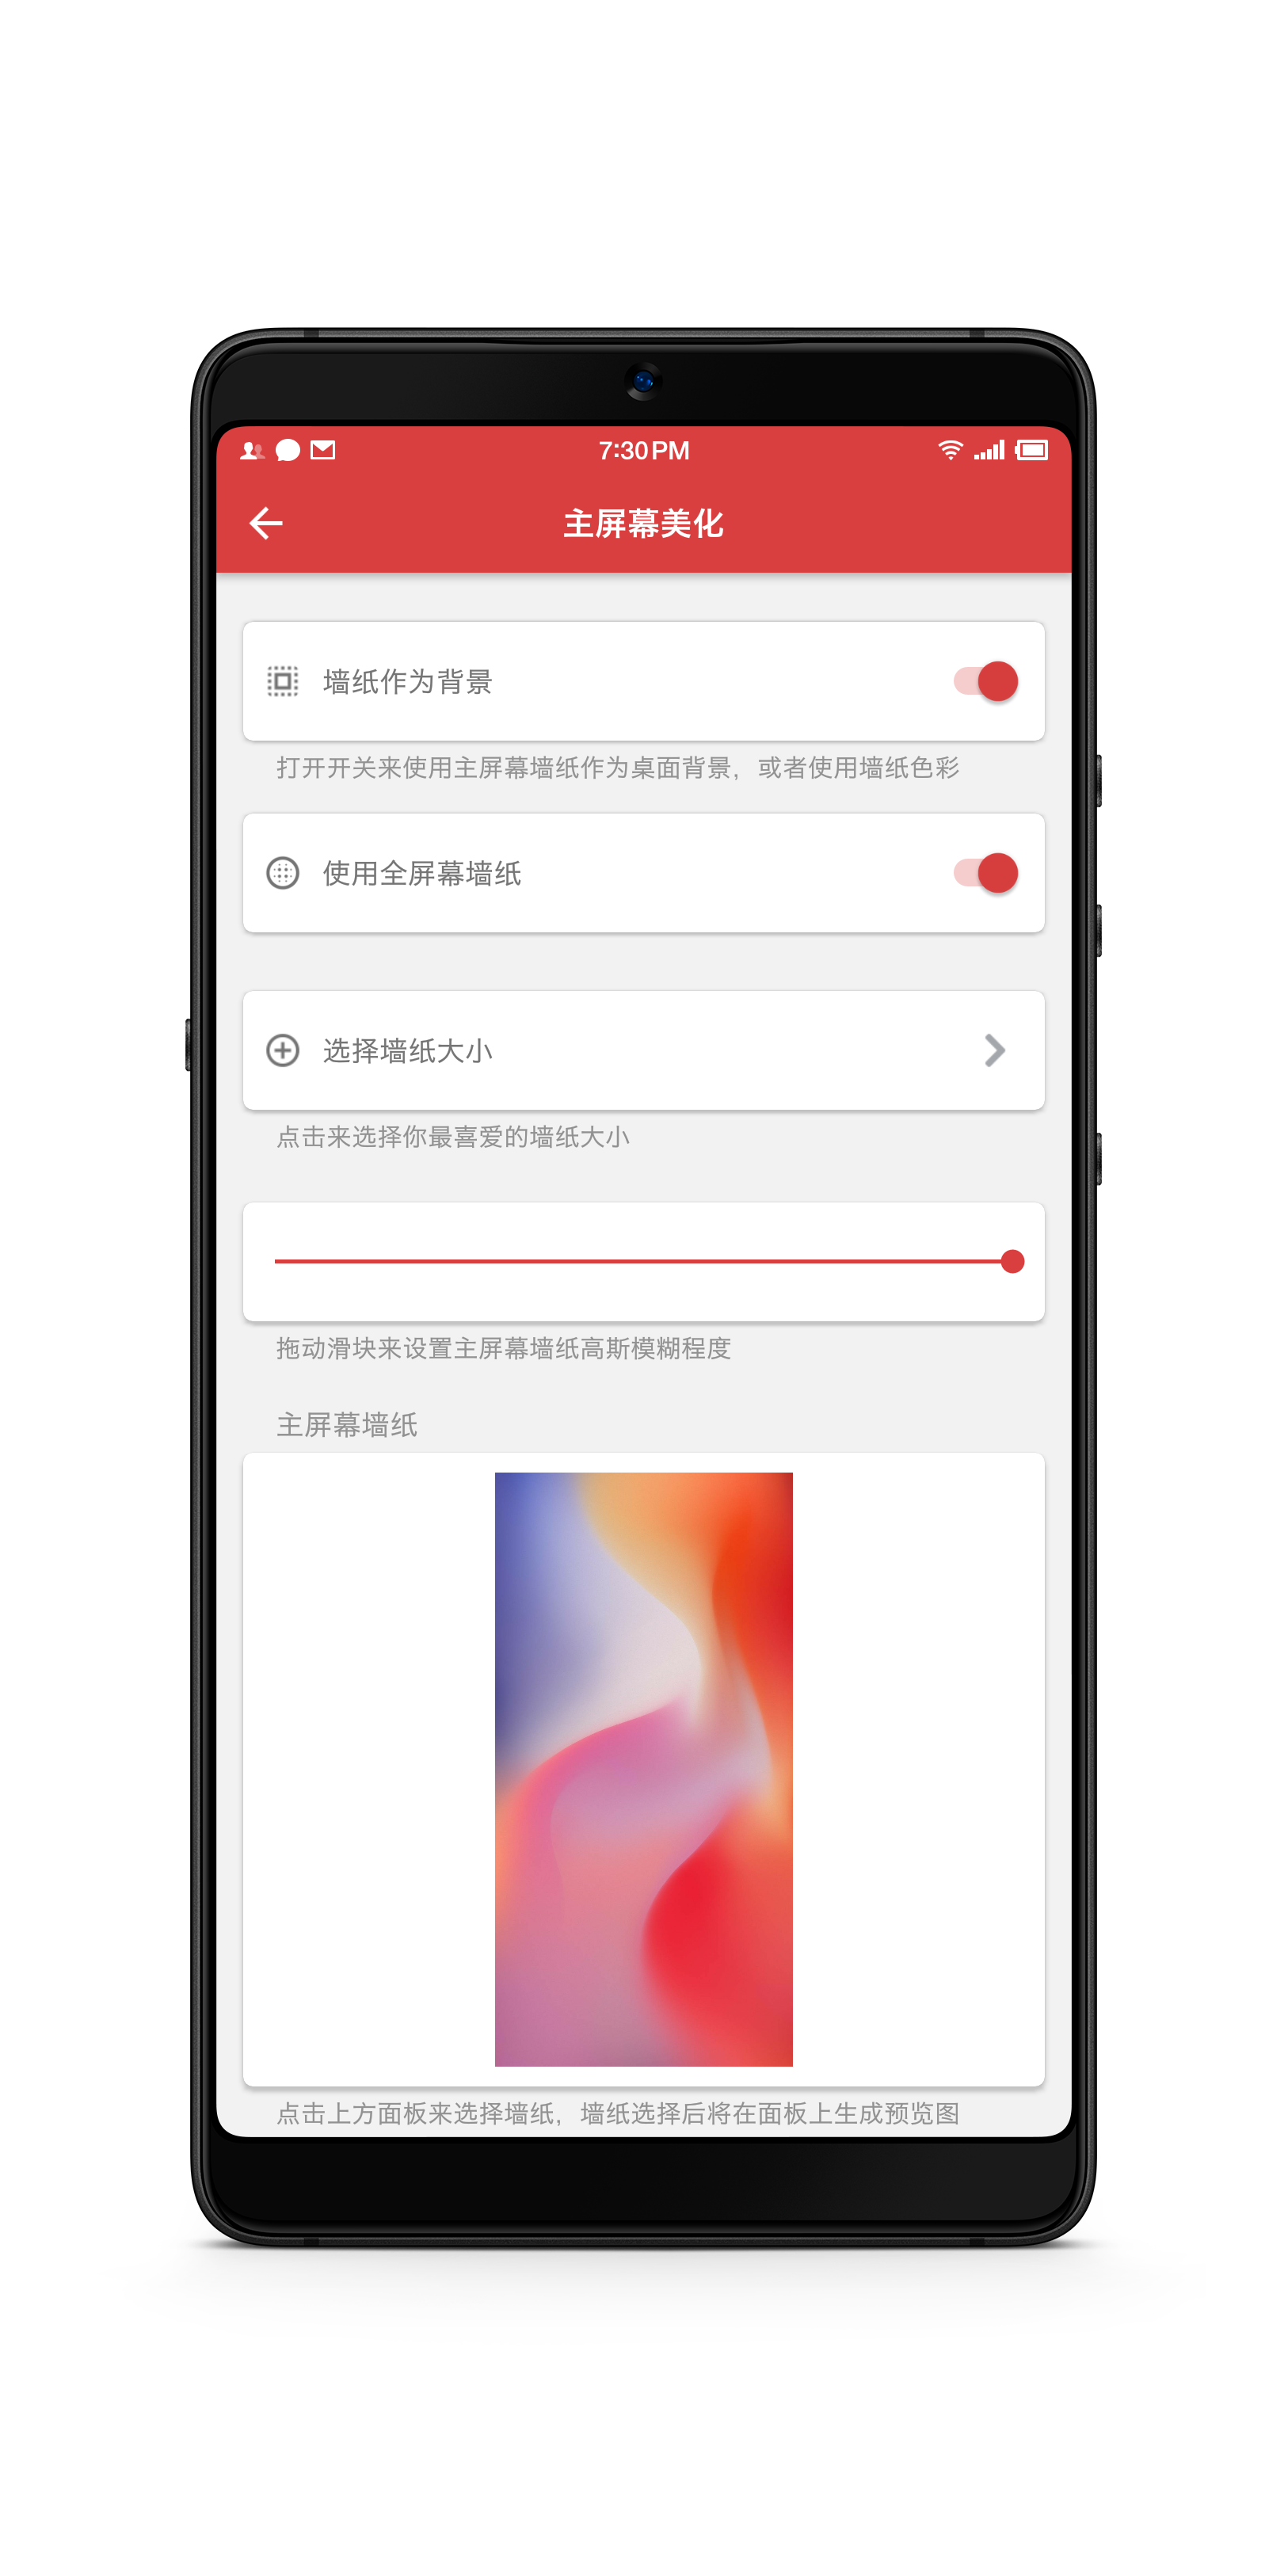 7:30 PM
主屏幕美化
墙纸作为背景
打开开关来使用主屏幕墙纸作为桌面背景，或者使用墙纸色彩
使用全屏幕墙纸
选择墙纸大小
点击来选择你最喜爱的墙纸大小
拖动滑块来设置主屏幕墙纸高斯模糊程度
主屏幕墙纸
点击上方面板来选择墙纸，墙纸选择后将在面板上生成预览图